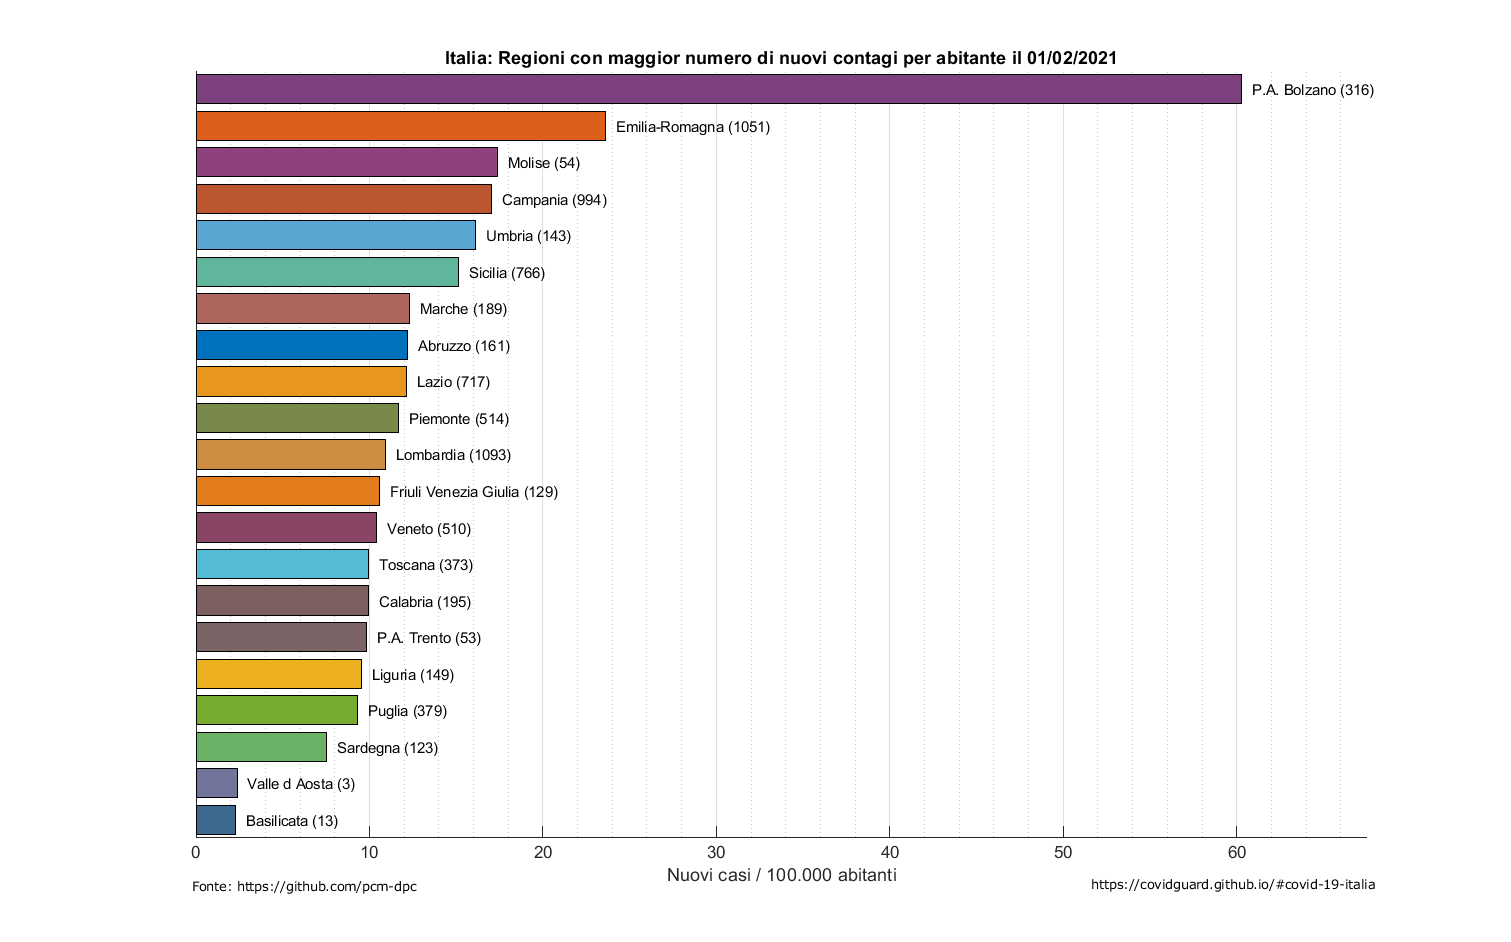 Italia: Regioni con maggior numero di nuovi contagi per abitante il 01/02/2021
P.A. Bolzano (316)
Emilia-Romagna (1051)
Molise (54)
Campania (994)
Umbria (143)
Sicilia (766)
Marche (189)
Abruzzo (161)
Lazio (717)
Piemonte (514)
Lombardia (1093)
Friuli Venezia Giulia (129)
Veneto (510)
Toscana (373)
Calabria (195)
P.A. Trento (53)
Liguria (149)
Puglia (379)
Sardegna (123)
Valle d Aosta (3)
Basilicata (13)
0 10 20 30 40 50 60
Nuovi casi / 100.000 abitanti
Fonte: https://github.com/pcm-dpc
https://covidguard.github.io/#covid-19-italia